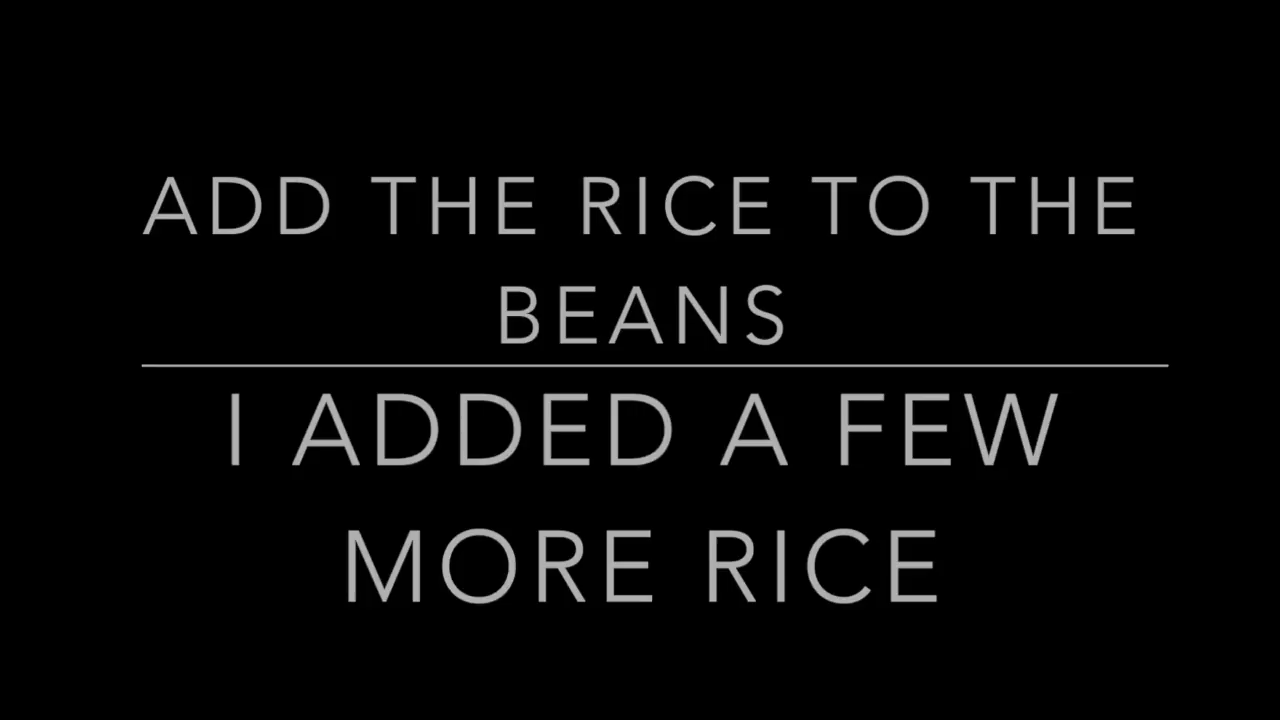 ADD THE RICE TO THE
BEANS
I ADDED A FEW
MORE RICE